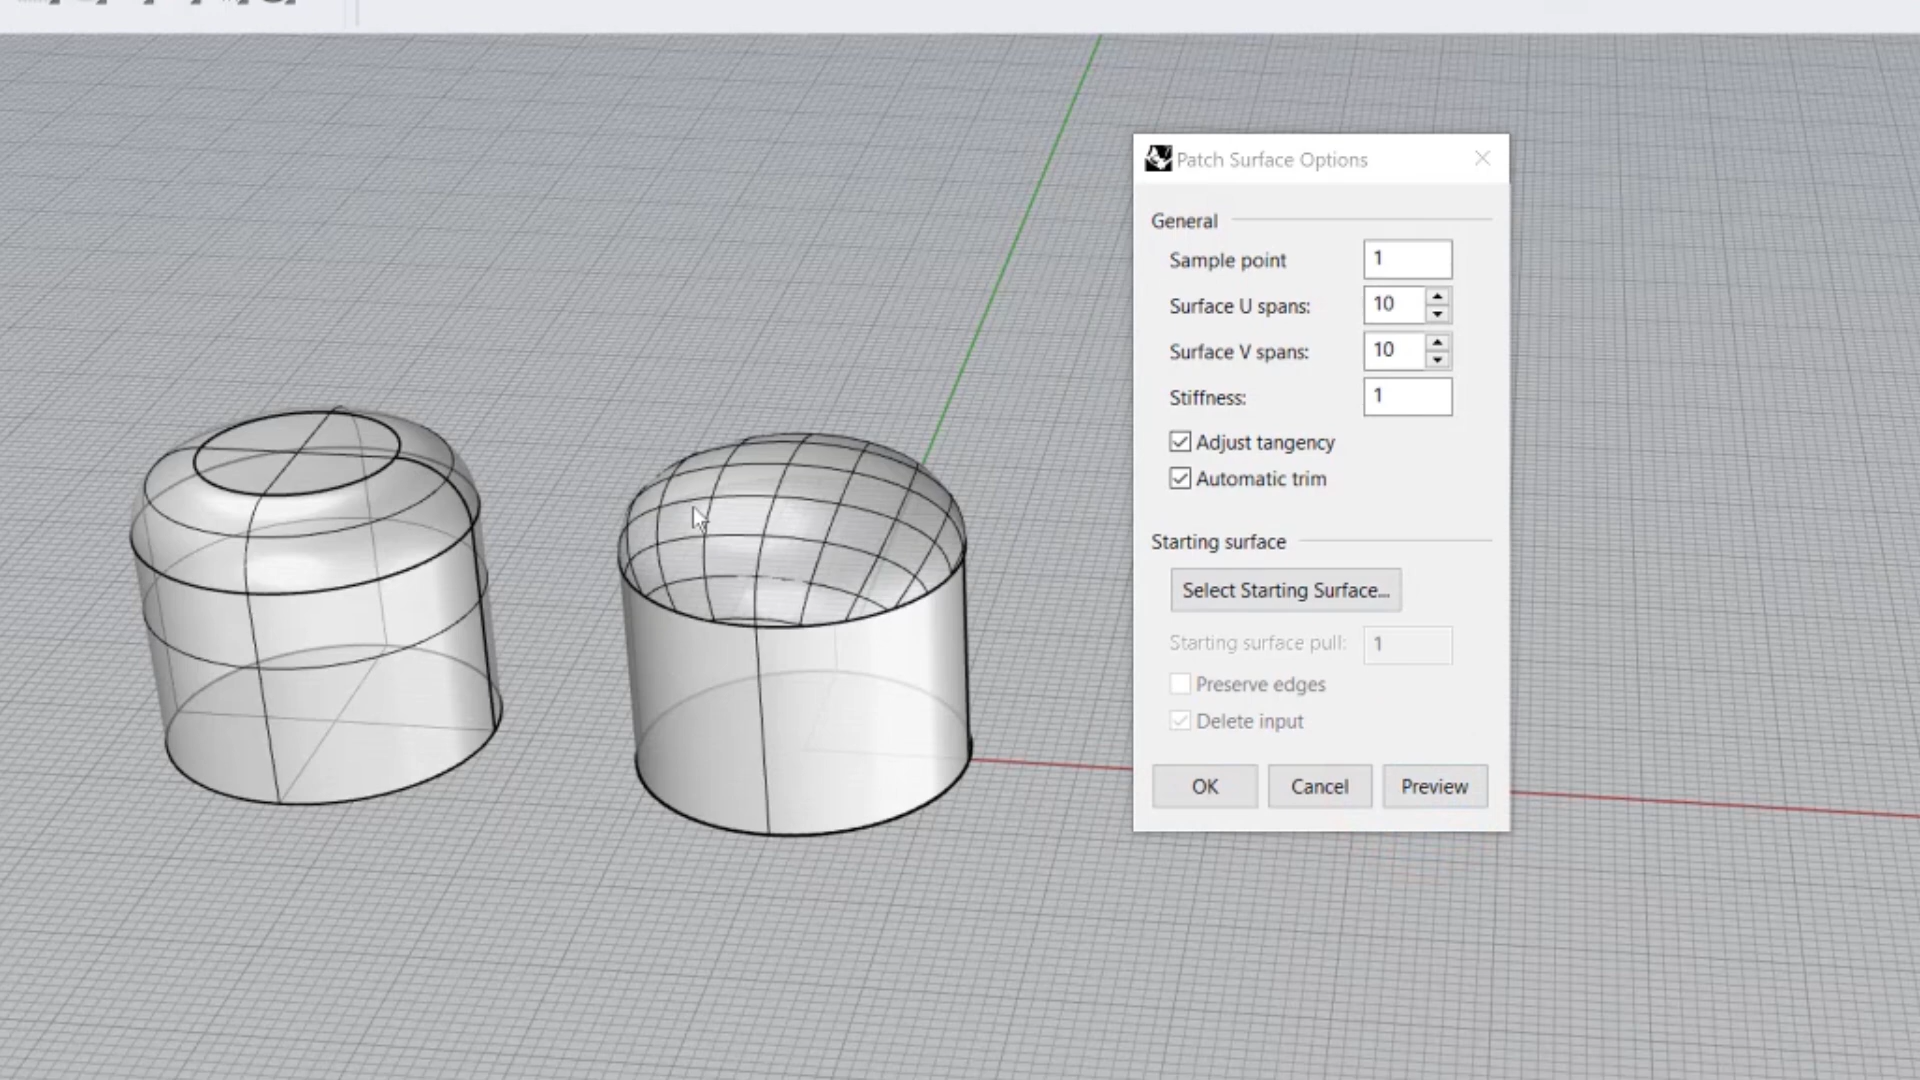 Patch Surface Options
General
Sample point 1
Surface U spans: 10
Surface V spans: 10
Stiffness: 1
Adjust tangency
Automatic trim
Starting surface
Select Starting Surface...
Starting surface pull: 1
Preserve edges
Delete input
OK Cancel Preview